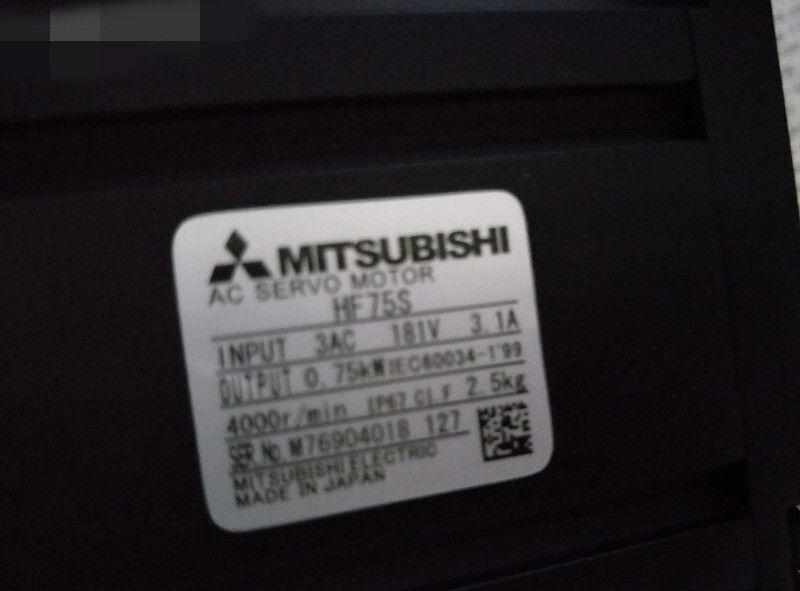 MITSUBISHI
AC SERVO MOTOR
HF75S
INPUT 3AC 181V 3.1A
OUTPUT 0.75kW IEC60034-1'99
4000r/min IP67 Cl.F 2.5kg
SER.No. M76904018 127
MITSUBISHI ELECTRIC
MADE IN JAPAN